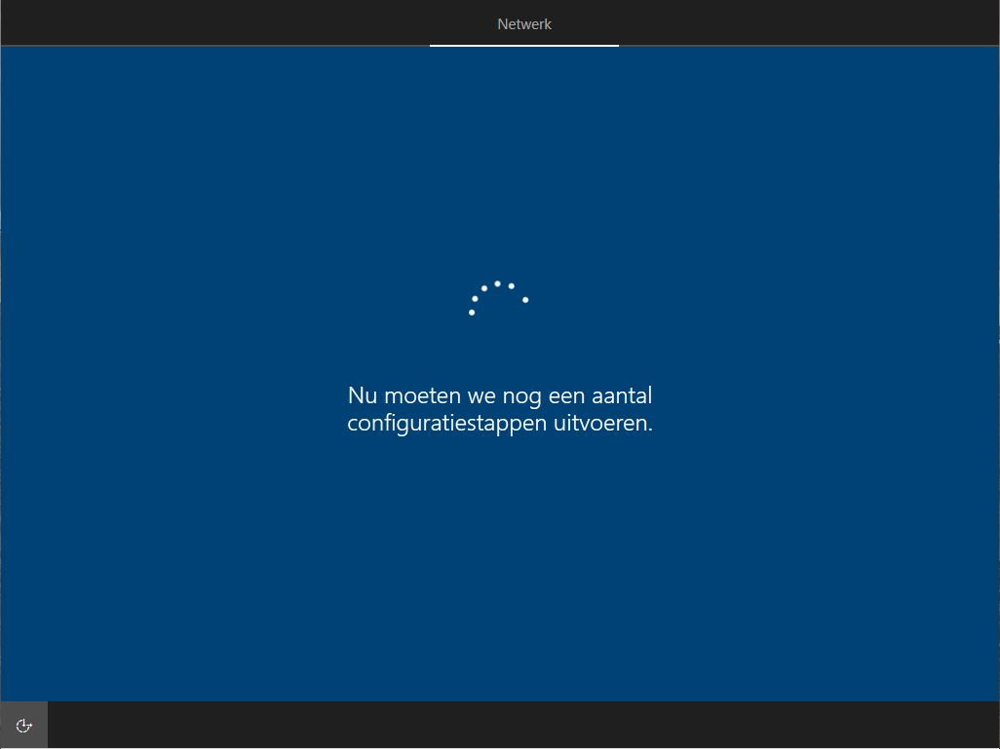 Netwerk
Nu moeten we nog een aantal
configuratiestappen uitvoeren.